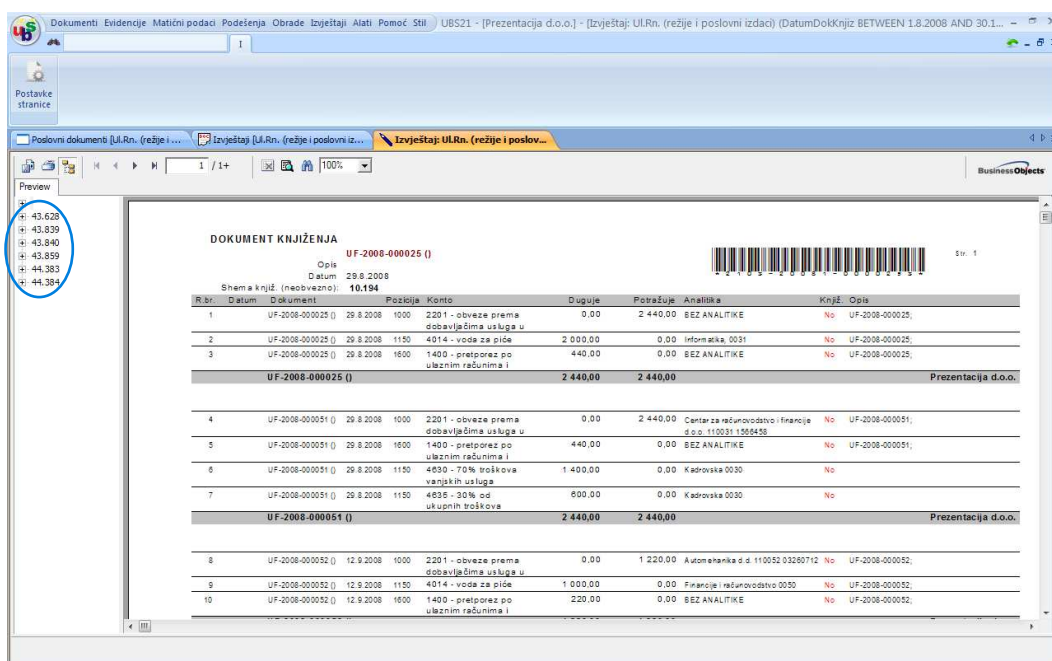 UBS
Dokumenti Evidencije Matični podaci Podešenja Obrade Izvještaji Alati Pomoć Stil UBS21 - [Prezentacija d.o.o.] - [Izvještaj: Ul.Rn. (režije i poslovni izdaci) (DatumDokKnjiz BETWEEN 1.8.2008 AND 30.1...
I
Postavke
stranice
Poslovni dokumenti [Ul.Rn. (režije i ... Izvještaji [Ul.Rn. (režije i poslovni iz... Izvještaj: Ul.Rn. (režije i poslov...
1 / 1+ 100% BusinessObjects
Preview
43.628
43.839
43.840
43.859
44.383
44.384
DOKUMENT KNJIŽENJA
UF-2008-000025 () Str. 1
Opis
Datum 29.8.2008
Shema knjiž. (neobvezno): 10.194
R.br. Datum Dokument Pozicija Konto Duguje Potražuje Analitika Knjiž. Opis
1 UF-2008-000025 () 29.8.2008 1000 2201 - obveze prema 0,00 2 440,00 BEZ ANALITIKE No UF-2008-000025;
dobavljačima usluga u
2 UF-2008-000025 () 29.8.2008 1150 4014 - voda za piće 2 000,00 0,00 Informatika, 0031 No UF-2008-000025;
3 UF-2008-000025 () 29.8.2008 1600 1400 - pretporez po 440,00 0,00 BEZ ANALITIKE No UF-2008-000025;
ulaznim računima i
UF-2008-000025 () 2 440,00 2 440,00 Prezentacija d.o.o.
4 UF-2008-000051 () 29.8.2008 1000 2201 - obveze prema 0,00 2 440,00 Centar za računovodstvo i financije No UF-2008-000051;
dobavljačima usluga u d.o.o. 110031 1566458
5 UF-2008-000051 () 29.8.2008 1600 1400 - pretporez po 440,00 0,00 BEZ ANALITIKE No UF-2008-000051;
ulaznim računima i
6 UF-2008-000051 () 29.8.2008 1150 4630 - 70% troškova 1 400,00 0,00 Kadrovska 0030 No
vanjskih usluga
7 UF-2008-000051 () 29.8.2008 1150 4635 - 30% od 600,00 0,00 Kadrovska 0030 No
ukupnih troškova
UF-2008-000051 () 2 440,00 2 440,00 Prezentacija d.o.o.
8 UF-2008-000052 () 12.9.2008 1000 2201 - obveze prema 0,00 1 220,00 Automehanika d.d. 110052 03260712 No UF-2008-000052;
dobavljačima usluga u
9 UF-2008-000052 () 12.9.2008 1150 4014 - voda za piće 1 000,00 0,00 Financije i računovodstvo 0050 No UF-2008-000052;
10 UF-2008-000052 () 12.9.2008 1600 1400 - pretporez po 220,00 0,00 BEZ ANALITIKE No UF-2008-000052;
ulaznim računima i